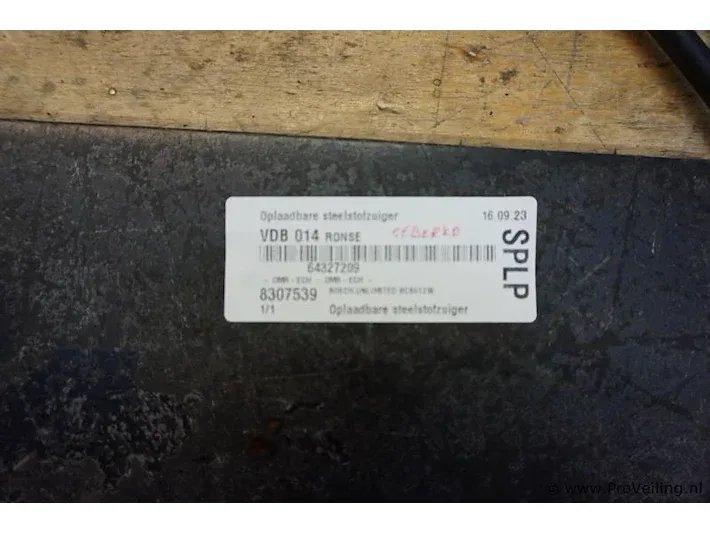 Oplaadbare steelstofzuiger 16.09.23
VDB 014 RONSE
64327209
8307539
1/1 Oplaadbare steelstofzuiger
SPLP
© www.ProVeiling.nl